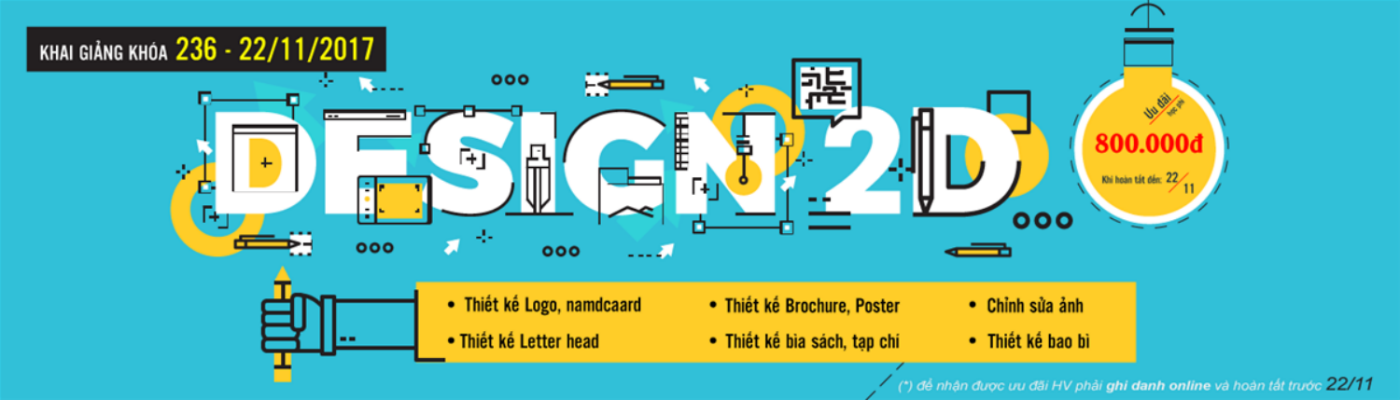 KHAI GIẢNG KHÓA 236 - 22/11/2017
DESIGN 2D
Ưu đãi
học phí
800.000đ
Khi hoàn tất đến: 22/11
• Thiết kế Logo, namdcaard
• Thiết kế Brochure, Poster
• Chỉnh sửa ảnh
• Thiết kế Letter head
• Thiết kế bìa sách, tạp chí
• Thiết kế bao bì
(*) để nhận được ưu đãi HV phải ghi danh online và hoàn tất trước 22/11